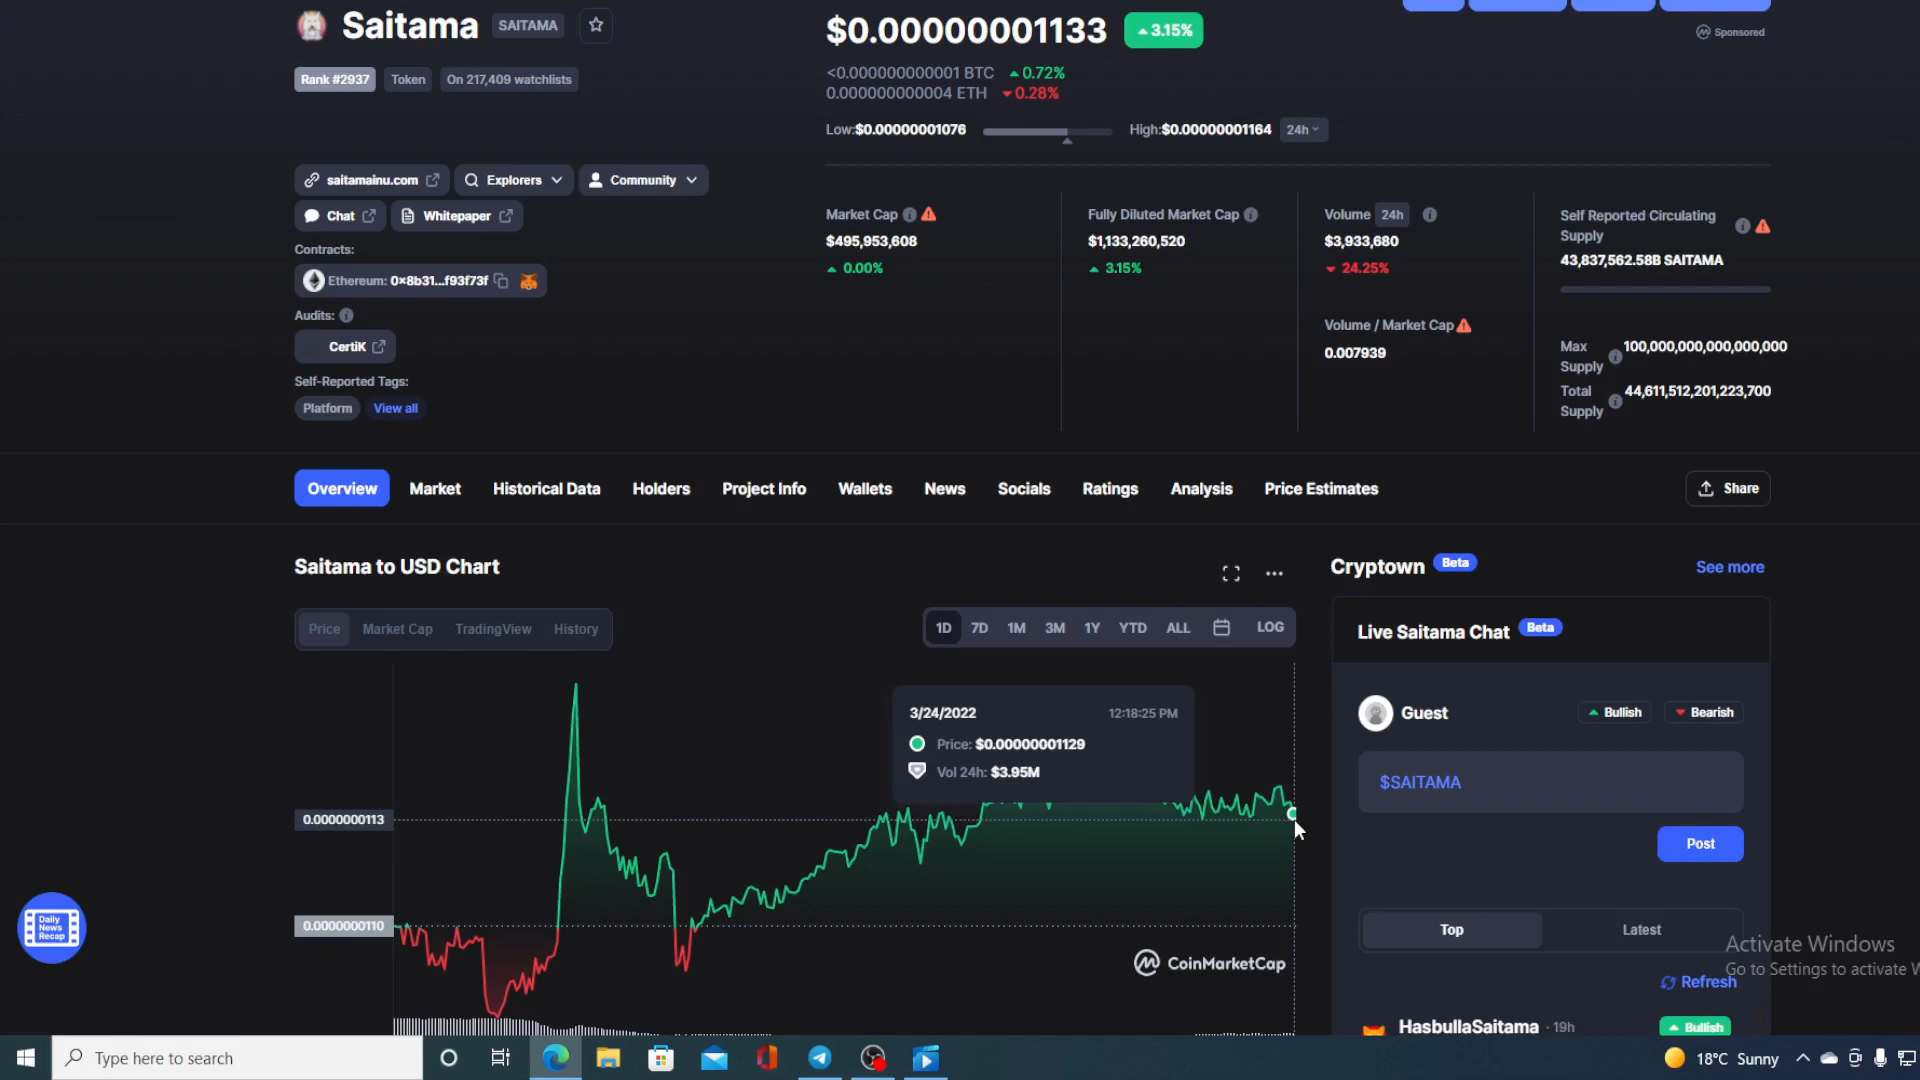 Saitama SAITAMA
Rank #2937 Token On 217,409 watchlists
saitamainu.com Explorers Community
Chat Whitepaper
Contracts:
Ethereum: 0x8b31...f93f73f
Audits:
CertiK
Self-Reported Tags:
Platform View all
$0.00000001133 3.15%
<0.000000000001 BTC 0.72%
0.000000000004 ETH 0.28%
Low:$0.00000001076 High:$0.00000001164 24h
Sponsored
Market Cap
$495,953,608
0.00%
Fully Diluted Market Cap
$1,133,260,520
3.15%
Volume 24h
$3,933,680
24.25%
Volume / Market Cap
0.007939
Self Reported Circulating
Supply
43,837,562.58B SAITAMA
Max
Supply
100,000,000,000,000,000
Total
Supply
44,611,512,201,223,700
Overview Market Historical Data Holders Project Info Wallets News Socials Ratings Analysis Price Estimates Share
Saitama to USD Chart
Price Market Cap TradingView History
1D 7D 1M 3M 1Y YTD ALL LOG
3/24/2022 12:18:25 PM
Price: $0.00000001129
Vol 24h: $3.95M
0.0000000113
0.0000000110
CoinMarketCap
Daily
News
Recap
Cryptown Beta See more
Live Saitama Chat Beta
Guest Bullish Bearish
$SAITAMA
Post
Top Latest
Activate Windows
Go to Settings to activate W
Refresh
HasbullaSaitama · 19h Bullish
Type here to search
18°C Sunny